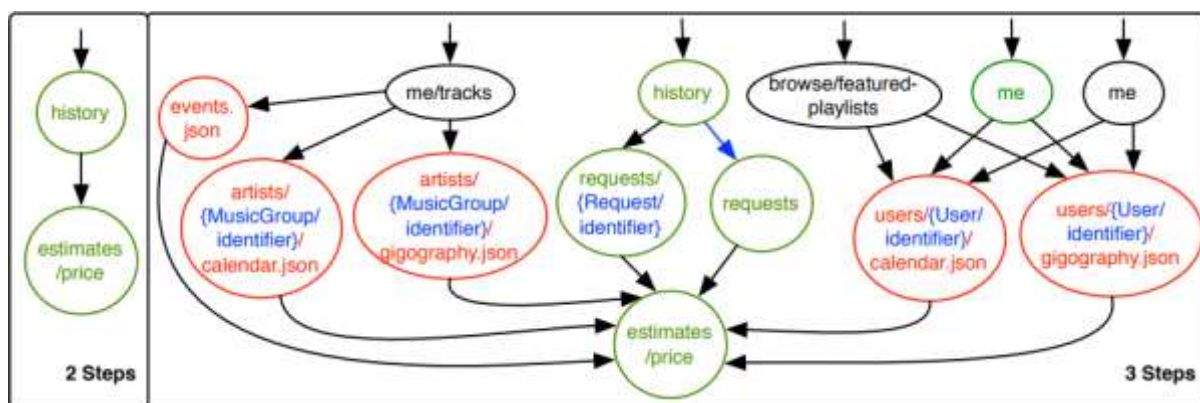 history
estimates
/price
2 Steps
events.
json
me/tracks
history
browse/featured-
playlists
me
me
artists/
{MusicGroup/
identifier}/
calendar.json
artists/
{MusicGroup/
identifier}/
gigography.json
requests/
{Request/
identifier}
requests
users/{User/
identifier}/
calendar.json
users/{User/
identifier}/
gigography.json
estimates
/price
3 Steps